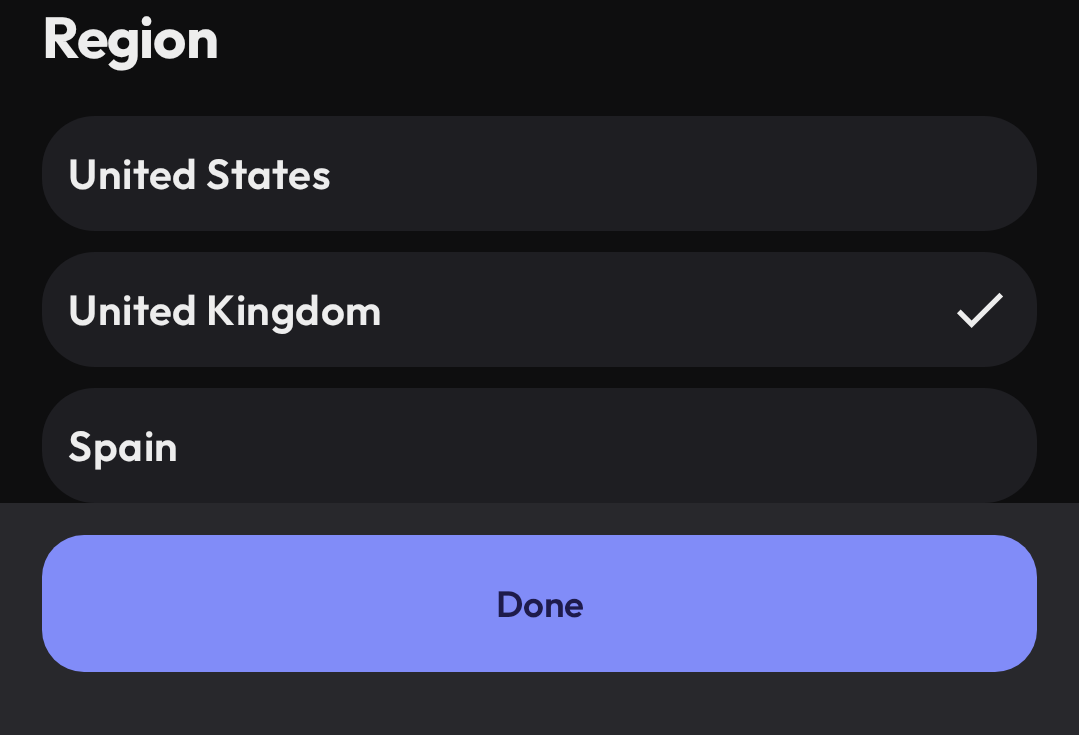 Region
United States
United Kingdom
Spain
Done